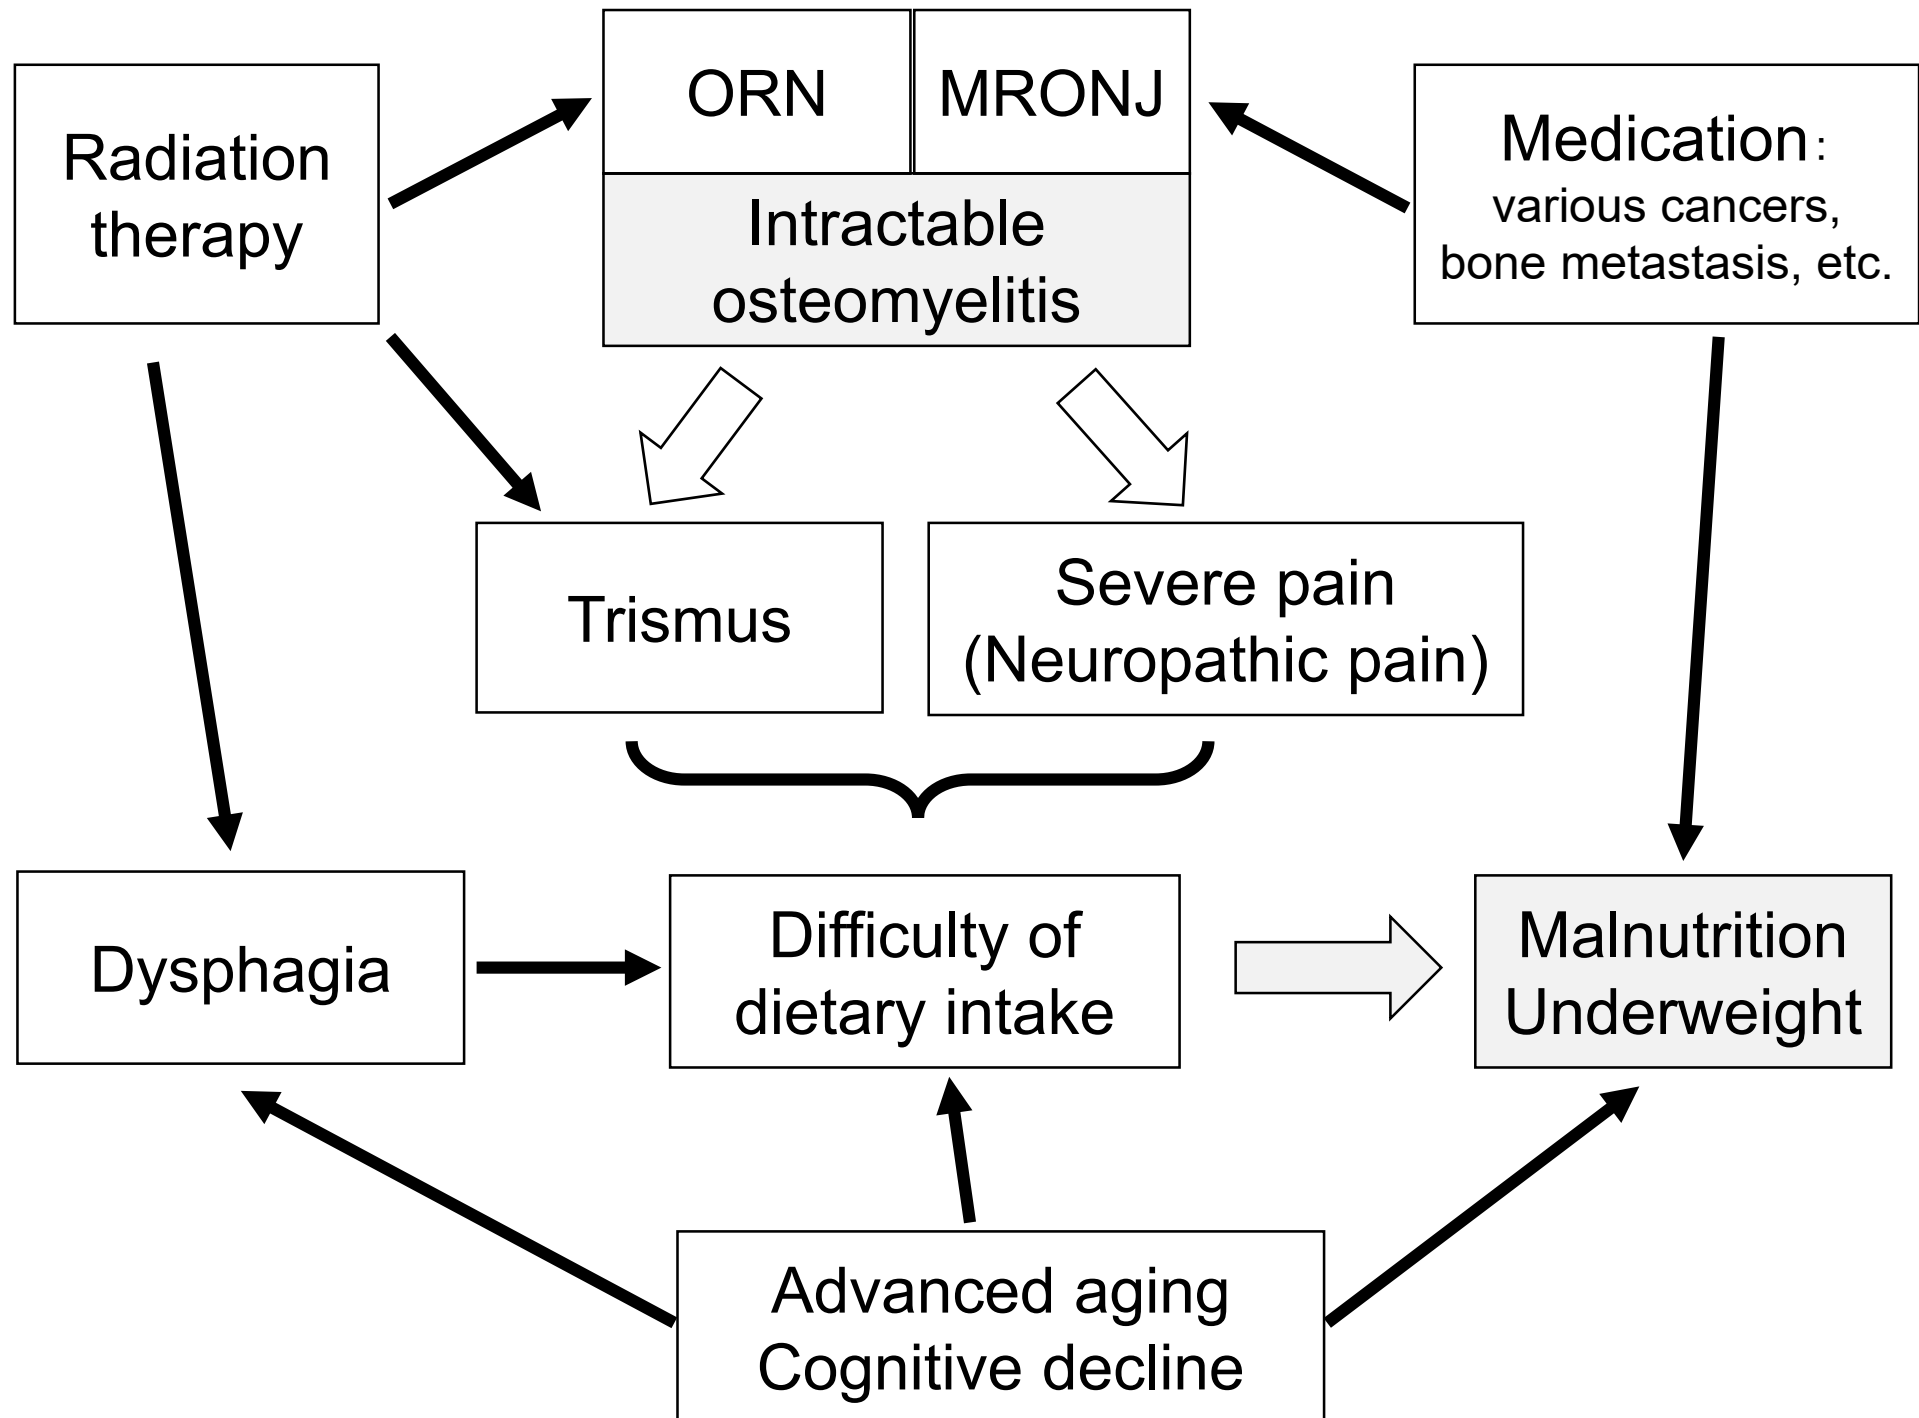 ORN
MRONJ
Radiation
therapy
Intractable
osteomyelitis
Medication:
various cancers,
bone metastasis, etc.
Trismus
Severe pain
(Neuropathic pain)
Dysphagia
Difficulty of
dietary intake
Malnutrition
Underweight
Advanced aging
Cognitive decline